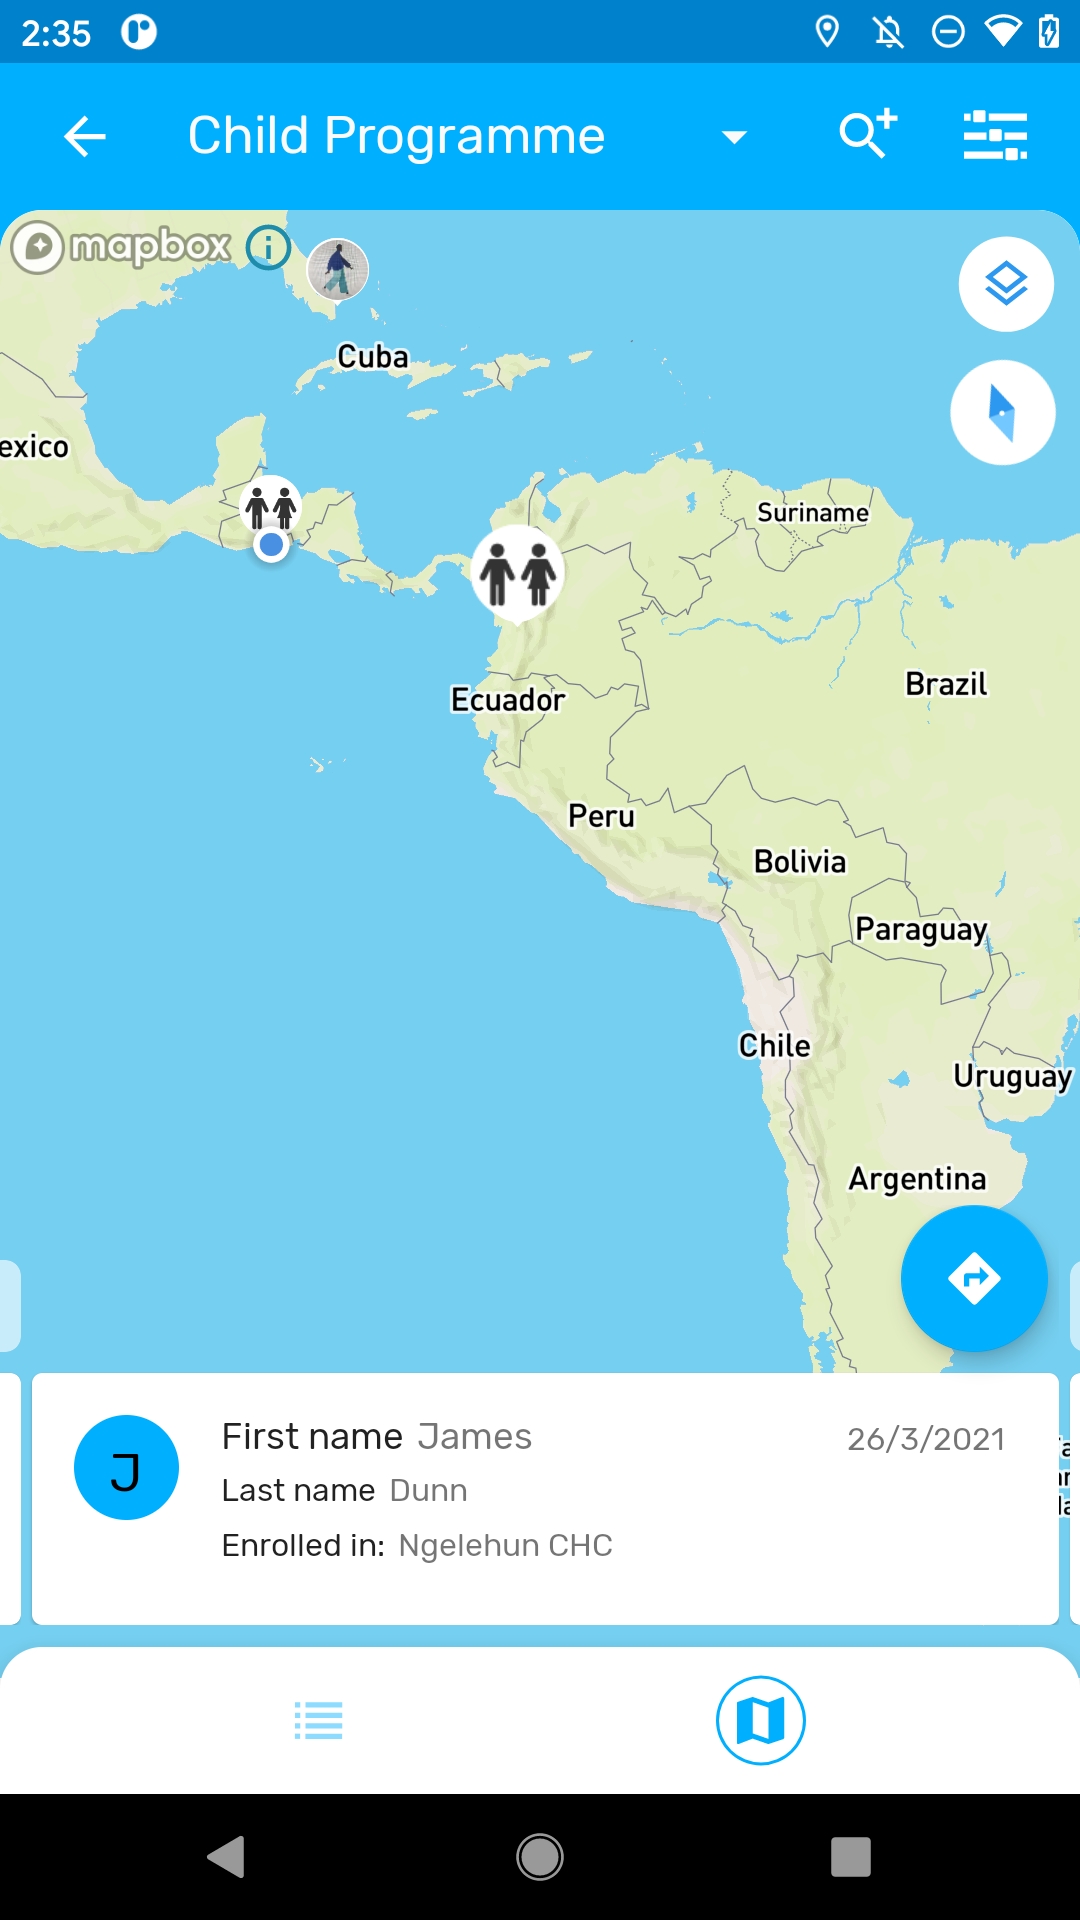 2:35
Child Programme
mapbox
Cuba
exico
Suriname
Brazil
Ecuador
Peru
Bolivia
Paraguay
Chile
Uruguay
Argentina
First name James 26/3/2021
J
Last name Dunn
Enrolled in: Ngelehun CHC